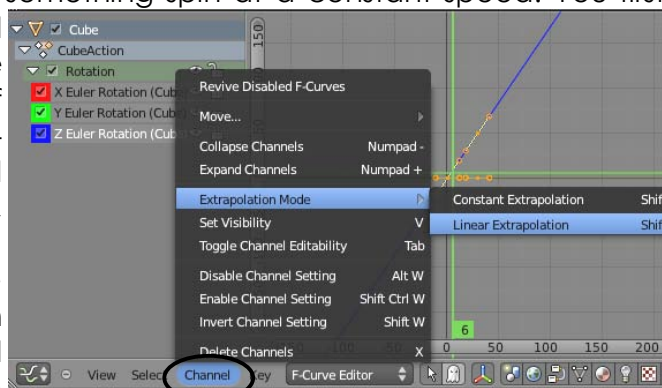 something spin at a constant speed. You
Cube
CubeAction
Rotation
X Euler Rotation (Cub
Y Euler Rotation (Cub
Z Euler Rotation (Cub
Revive Disabled F-Curves
Move...
Collapse Channels Numpad -
Expand Channels Numpad +
Extrapolation Mode
Set Visibility V
Toggle Channel Editability Tab
Disable Channel Setting Alt W
Enable Channel Setting Shift Ctrl W
Invert Channel Setting Shift W
Delete Channels X
Constant Extrapolation Shif
Linear Extrapolation Shif
250
6
0 50 100 150 200
View Selec Channel Key F-Curve Editor